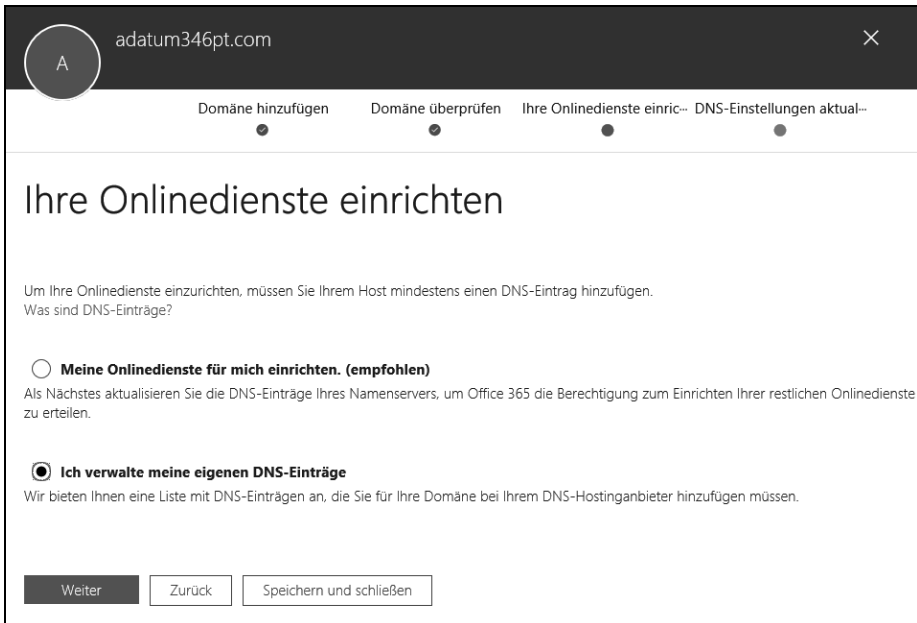 A
adatum346pt.com
Domäne hinzufügen
Domäne überprüfen
Ihre Onlinedienste einric...
DNS-Einstellungen aktual...
Ihre Onlinedienste einrichten
Um Ihre Onlinedienste einzurichten, müssen Sie Ihrem Host mindestens einen DNS-Eintrag hinzufügen.
Was sind DNS-Einträge?
Meine Onlinedienste für mich einrichten. (empfohlen)
Als Nächstes aktualisieren Sie die DNS-Einträge Ihres Namenservers, um Office 365 die Berechtigung zum Einrichten Ihrer restlichen Onlinedienste
zu erteilen.
Ich verwalte meine eigenen DNS-Einträge
Wir bieten Ihnen eine Liste mit DNS-Einträgen an, die Sie für Ihre Domäne bei Ihrem DNS-Hostinganbieter hinzufügen müssen.
Weiter
Zurück
Speichern und schließen